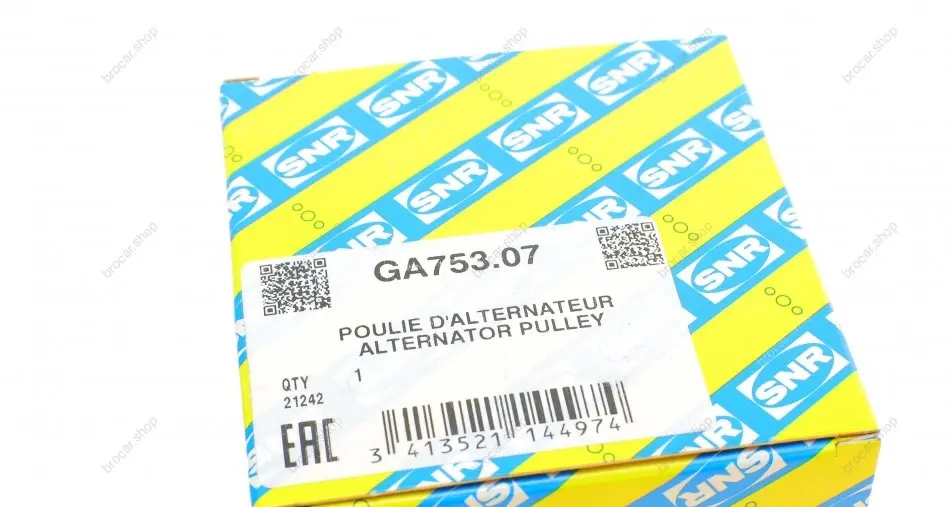 brocar.shop
SNR
GA753.07
POULIE D'ALTERNATEUR
ALTERNATOR PULLEY
QTY 1
21242
EAC
3 413521 144974